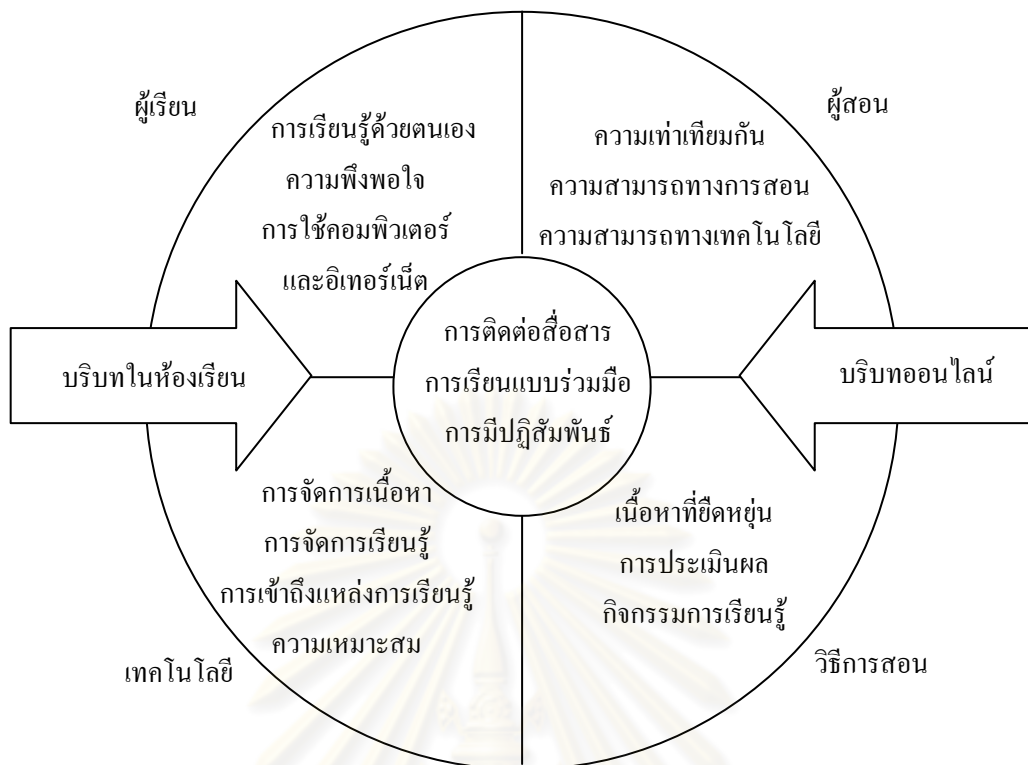 ผู้เรียน
การเรียนรู้ด้วยตนเอง
ความพึงพอใจ
การใช้คอมพิวเตอร์
และอิเทอร์เน็ต
ผู้สอน
ความเท่าเทียมกัน
ความสามารถทางการสอน
ความสามารถทางเทคโนโลยี
บริบทในห้องเรียน
การติดต่อสื่อสาร
การเรียนแบบร่วมมือ
การมีปฏิสัมพันธ์
บริบทออนไลน์
การจัดการเนื้อหา
การจัดการเรียนรู้
การเข้าถึงแหล่งการเรียนรู้
ความเหมาะสม
เทคโนโลยี
เนื้อหาที่ยืดหยุ่น
การประเมินผล
กิจกรรมการเรียนรู้
วิธีการสอน